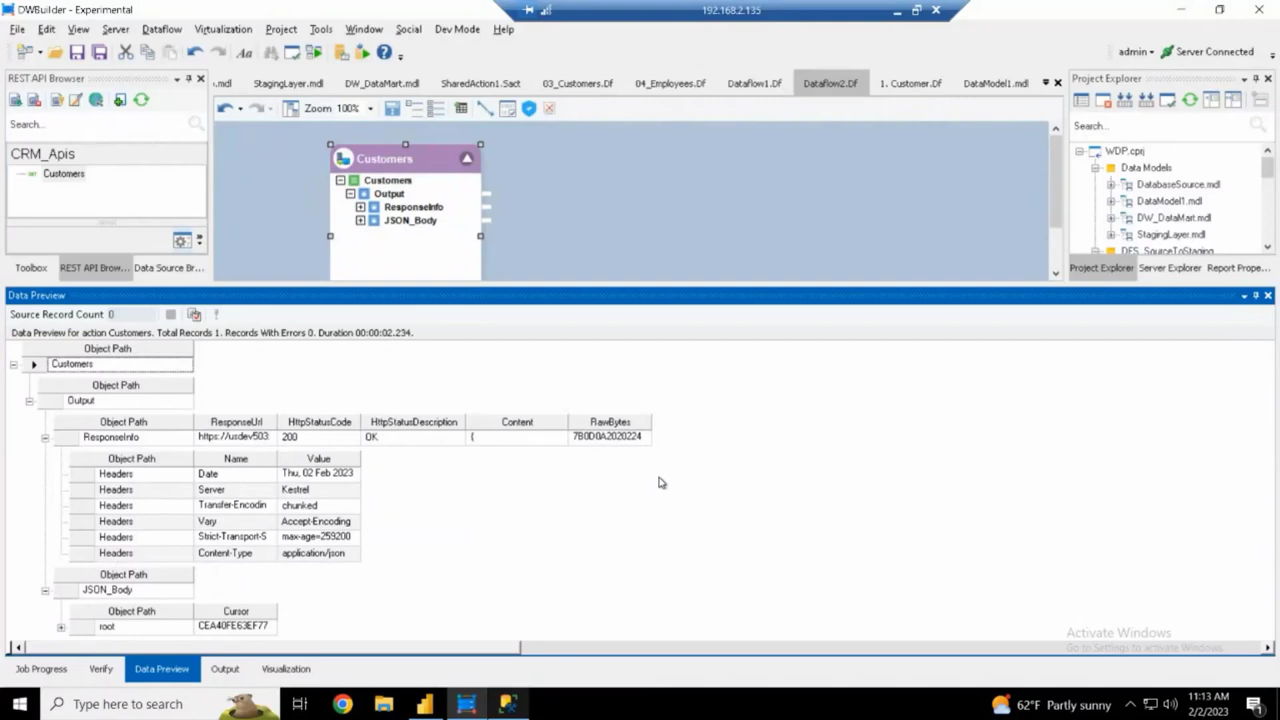 DWBuilder - Experimental
192.168.2.135
File Edit View Server Dataflow Virtualization Project Tools Window Social Dev Mode Help
admin Server Connected
REST API Browser
.mdl StagingLayer.mdl DW_DataMart.mdl SharedAction1.Sact 03_Customers.Df 04_Employees.Df Dataflow1.Df Dataflow2.Df 1. Customer.Df DataModel1.mdl
Project Explorer
Zoom 100%
Search...
Search...
CRM_Apis
Customers
Customers
Customers
Output
ResponseInfo
JSON_Body
WDP.cprj
Data Models
DatabaseSource.mdl
DataModel1.mdl
DW_DataMart.mdl
StagingLayer.mdl
DFS_SourceToStaging
Toolbox REST API Brow... Data Source Br...
Project Explorer Server Explorer Report Prope...
Data Preview
Source Record Count 0
Data Preview for action Customers. Total Records 1. Records With Errors 0. Duration 00:00:02.234.
Object Path
Customers
Object Path
Output
Object Path ResponseUrl HttpStatusCode HttpStatusDescription Content RawBytes
ResponseInfo https://usdev503 200 OK { 7B0D0A2020224
Object Path Name Value
Headers Date Thu, 02 Feb 2023
Headers Server Kestrel
Headers Transfer-Encodin chunked
Headers Vary Accept-Encoding
Headers Strict-Transport-S max-age=259200
Headers Content-Type application/json
Object Path
JSON_Body
Object Path Cursor
root CEA40FE63EF77
Activate Windows
Go to Settings to activate Windows.
Job Progress Verify Data Preview Output Visualization
Type here to search
62°F Partly sunny
11:13 AM
2/2/2023
1